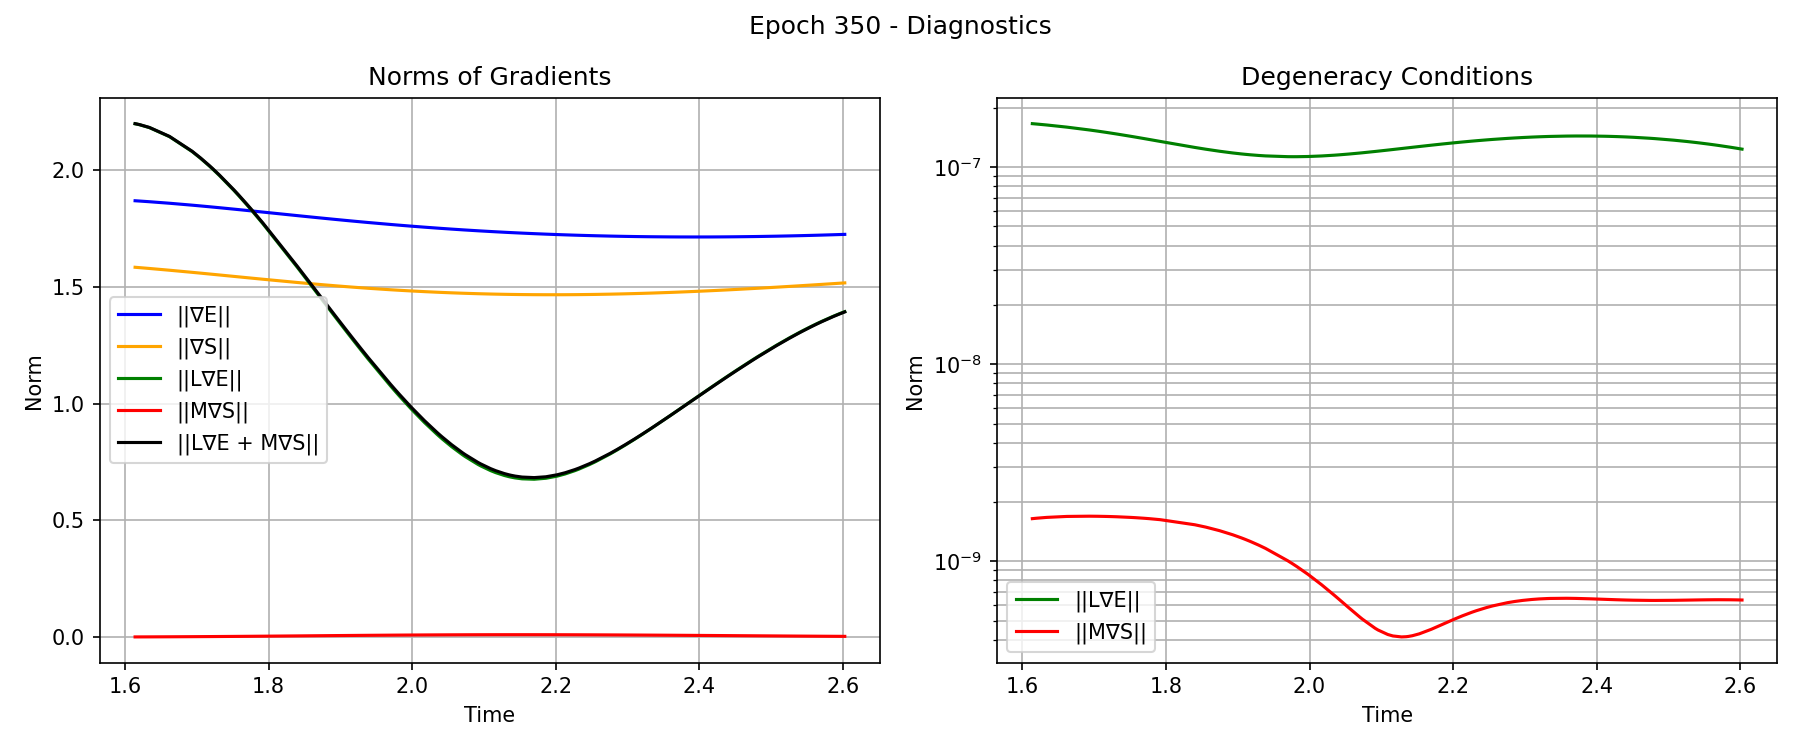 Epoch 350 - Diagnostics
Norms of Gradients
Norm
2.0
1.5
1.0
0.5
0.0
||∇E||
||∇S||
||L∇E||
||M∇S||
||L∇E + M∇S||
1.6 1.8 2.0 2.2 2.4 2.6
Time
Degeneracy Conditions
Norm
10⁻⁷
10⁻⁸
10⁻⁹
||L∇E||
||M∇S||
1.6 1.8 2.0 2.2 2.4 2.6
Time